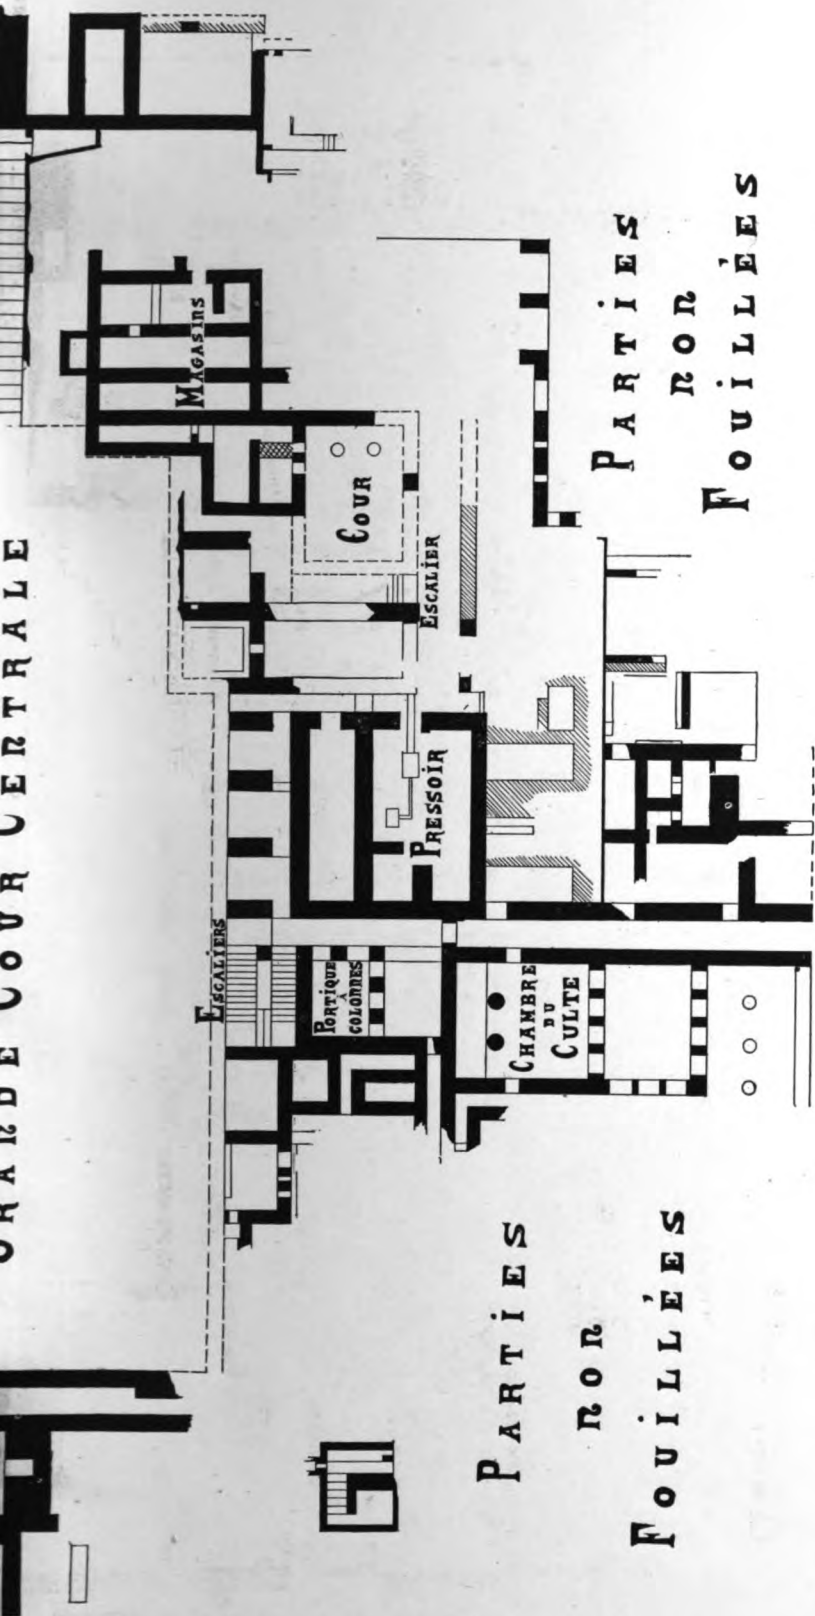 GRANDE COUR CENTRALE
MAGASINS
ESCALIERS
PORTIQUE
À
COLONNES
COUR
ESCALIER
PRESSOIR
CHAMBRE
DU
CULTE
PARTIES
NON
FOUILLÉES
PARTIES
NON
FOUILLÉES